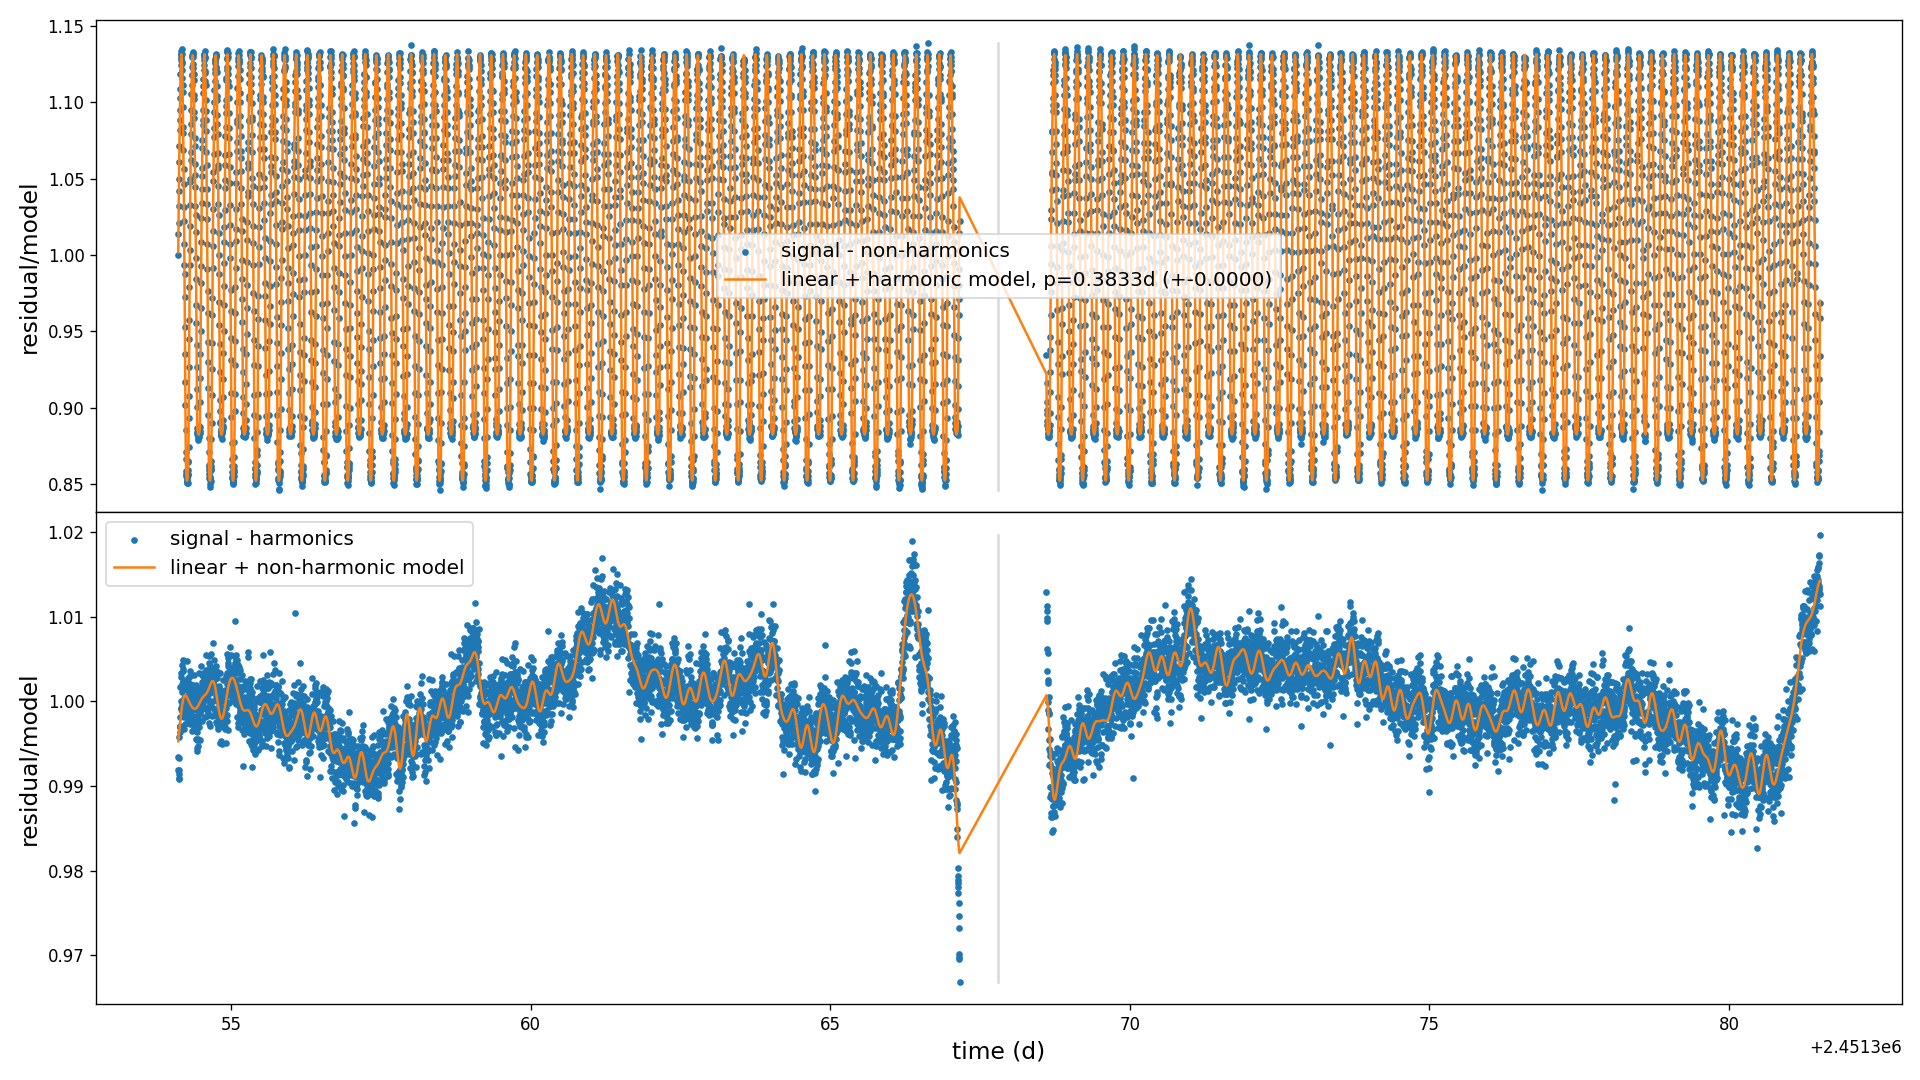 1.15
1.10
1.05
1.00
0.95
0.90
0.85
residual/model
signal - non-harmonics
linear + harmonic model, p=0.3833d (+-0.0000)
1.02
1.01
1.00
0.99
0.98
0.97
residual/model
signal - harmonics
linear + non-harmonic model
55
60
65
70
75
80
time (d)
+2.4513e6